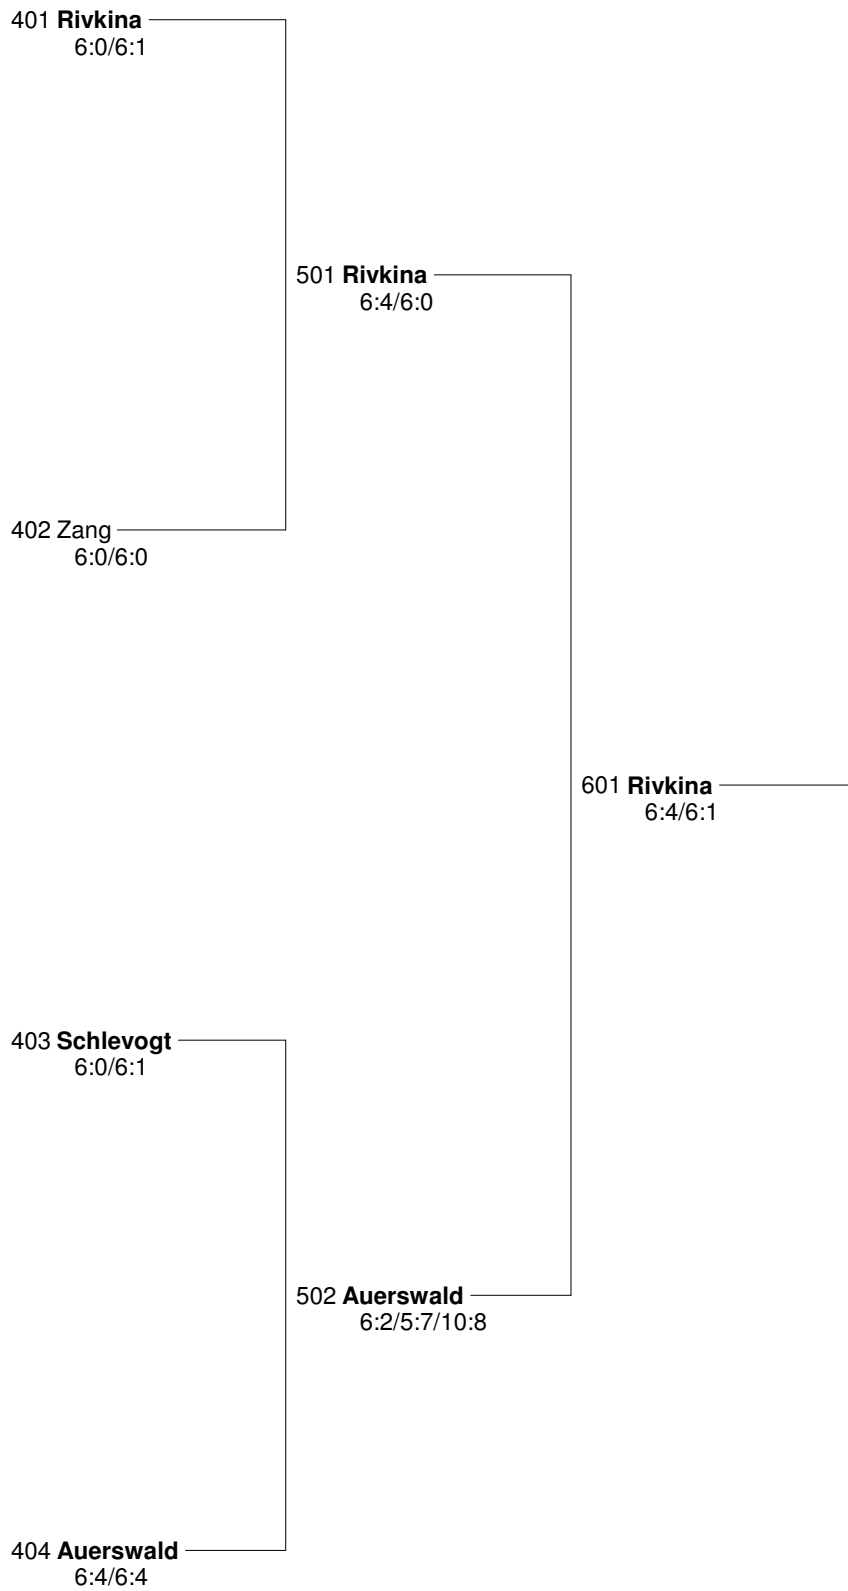 401 Rivkina
6:0/6:1
501 Rivkina
6:4/6:0
402 Zang
6:0/6:0
601 Rivkina
6:4/6:1
403 Schlevogt
6:0/6:1
502 Auerswald
6:2/5:7/10:8
404 Auerswald
6:4/6:4